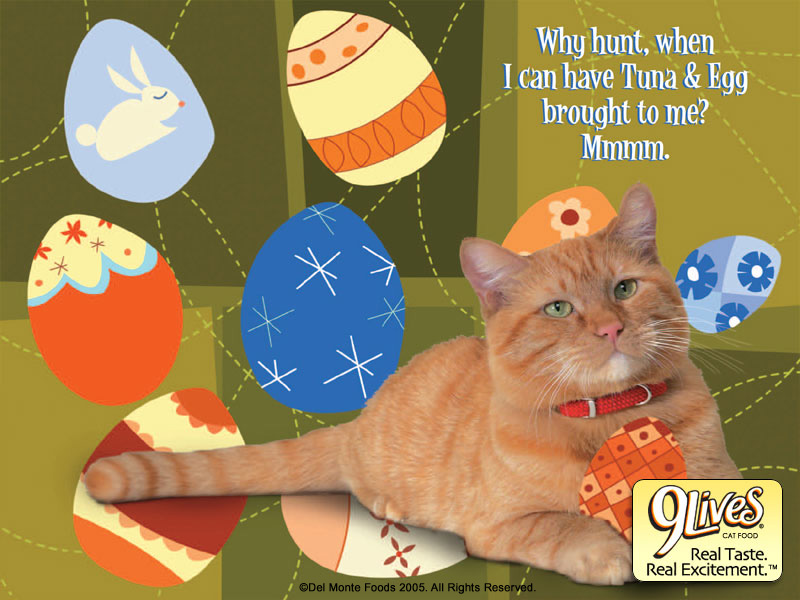 Why hunt, when
I can have Tuna & Egg
brought to me?
Mmmm.
9Lives®
CAT FOOD
Real Taste.
Real Excitement.™
©Del Monte Foods 2005. All Rights Reserved.